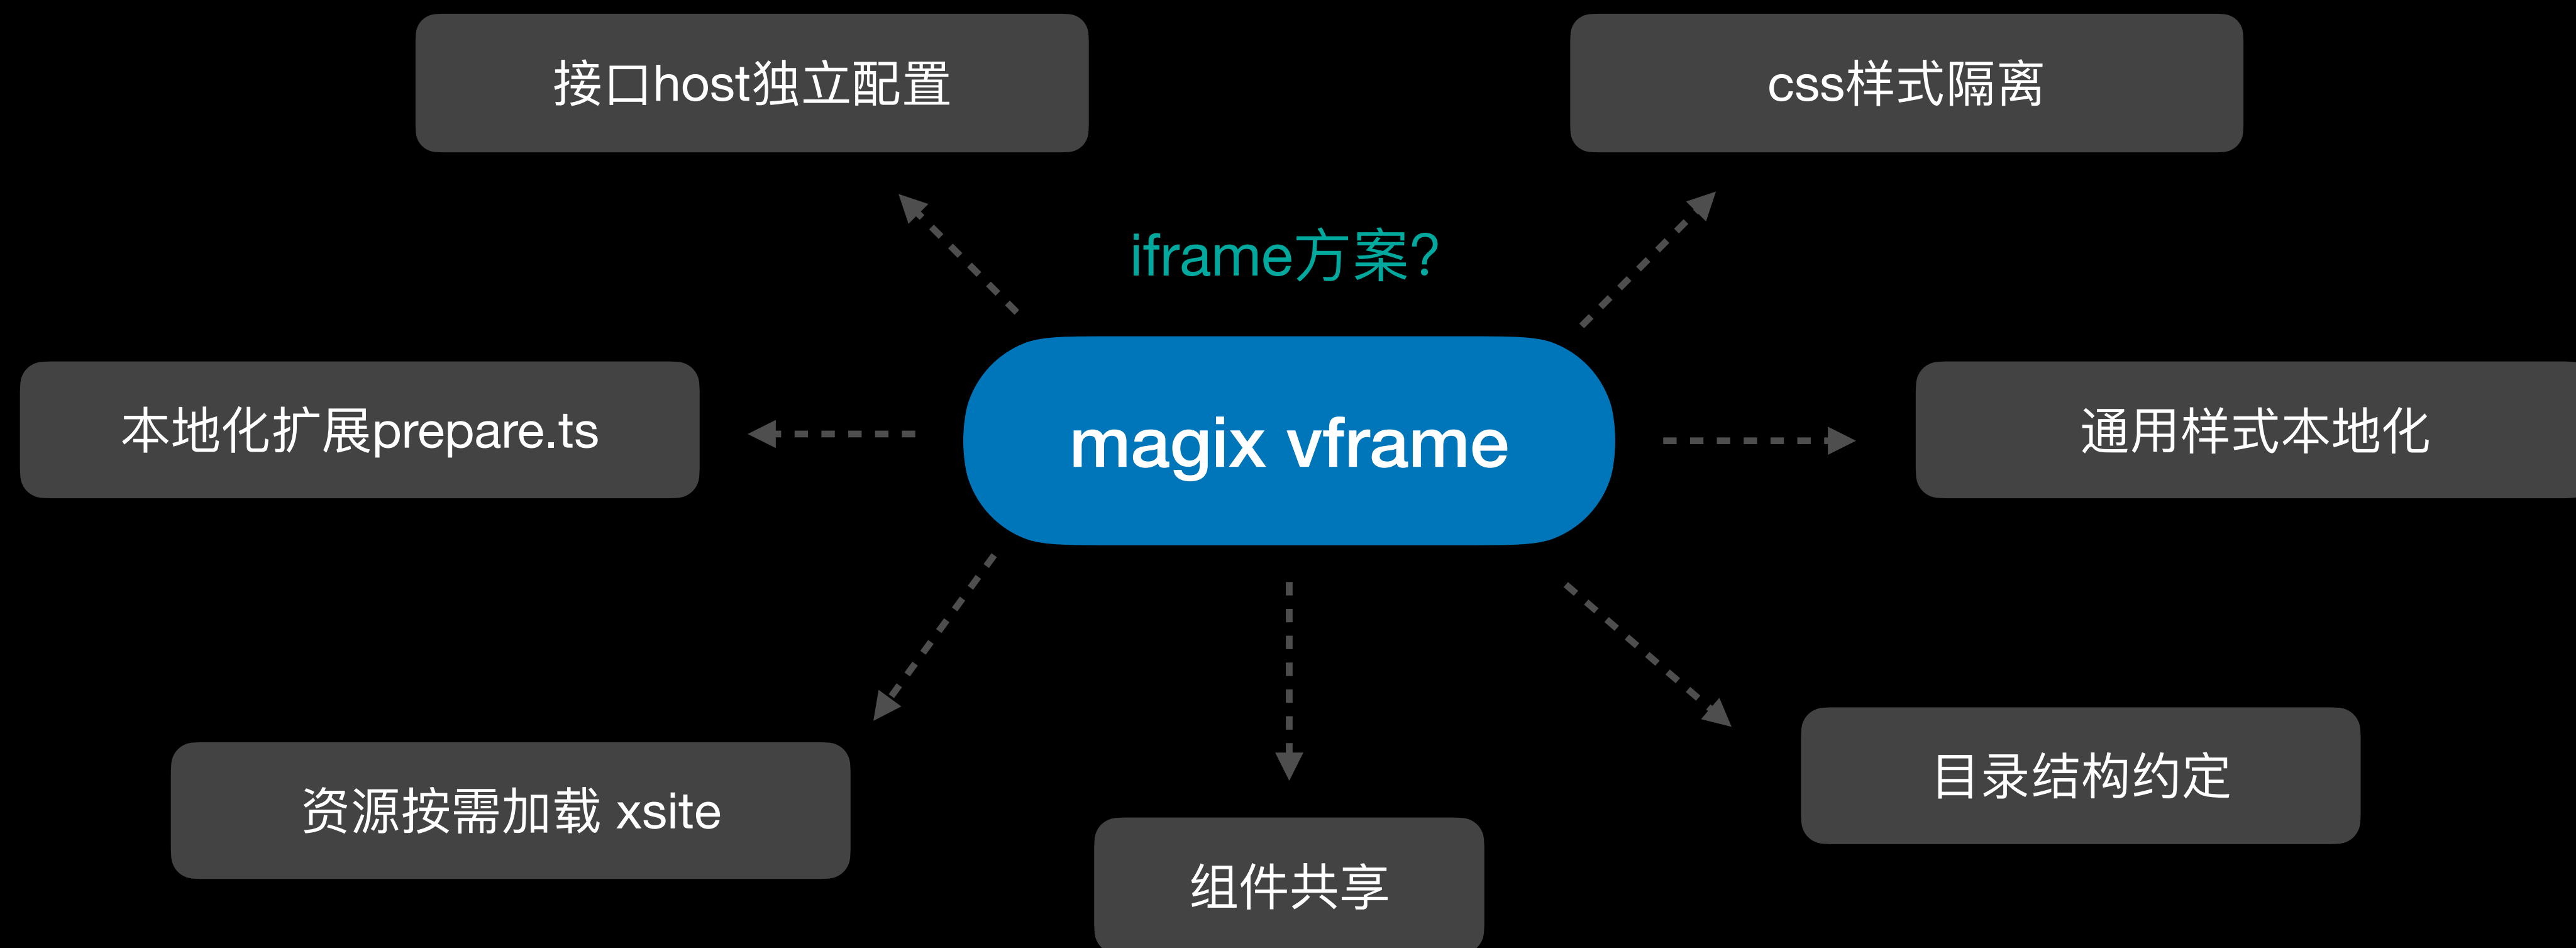 接口host独立配置
css样式隔离
iframe方案?
本地化扩展prepare.ts
magix vframe
通用样式本地化
资源按需加载 xsite
组件共享
目录结构约定